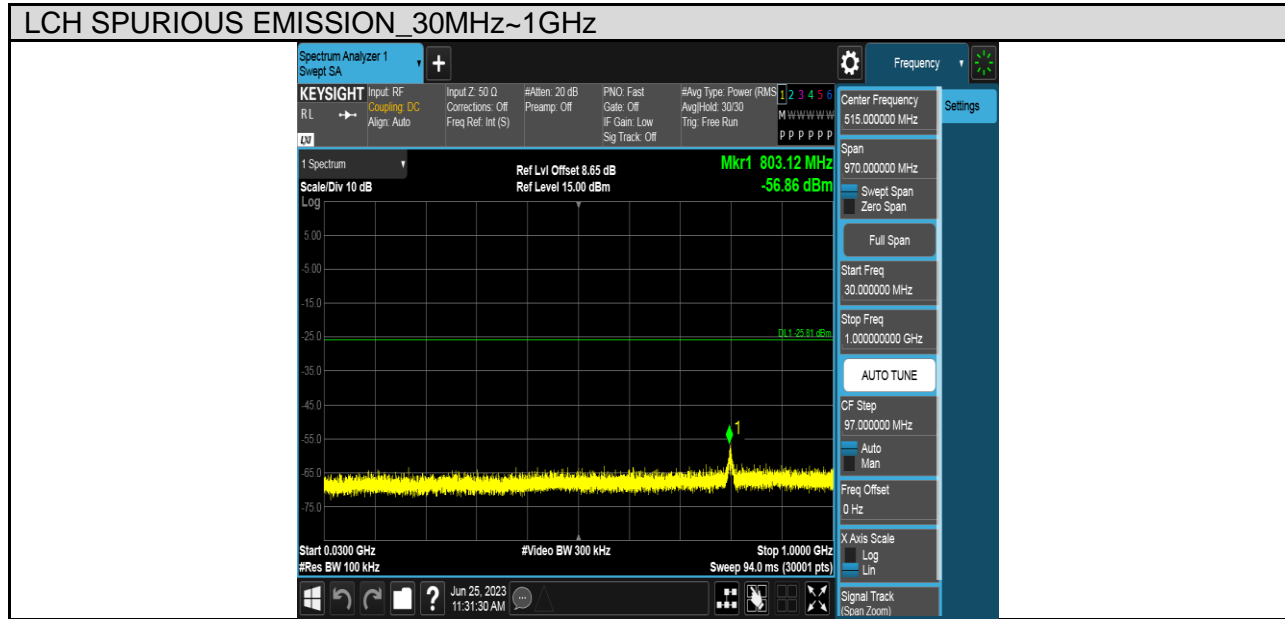 LCH SPURIOUS EMISSION_30MHz~1GHz
Spectrum Analyzer 1
Swept SA
+
Frequency
KEYSIGHT
RL
LXI
Input: RF
Coupling: DC
Align: Auto
Input Z: 50 Ω
Corrections: Off
Freq Ref: Int (S)
#Atten: 20 dB
Preamp: Off
PNO: Fast
Gate: Off
IF Gain: Low
Sig Track: Off
#Avg Type: Power (RMS
Avg|Hold: 30/30
Trig: Free Run
1 2 3 4 5 6
M W W W W W
P P P P P P
Center Frequency
515.000000 MHz
Settings
1 Spectrum
Scale/Div 10 dB
Log
Ref Lvl Offset 8.65 dB
Ref Level 15.00 dBm
Mkr1 803.12 MHz
-56.86 dBm
5.00
-5.00
-15.0
-25.0
-35.0
-45.0
-55.0
-65.0
-75.0
DL1 -25.81 dBm
1
Start 0.0300 GHz
#Res BW 100 kHz
#Video BW 300 kHz
Stop 1.0000 GHz
Sweep 94.0 ms (30001 pts)
Span
970.000000 MHz
Swept Span
Zero Span
Full Span
Start Freq
30.000000 MHz
Stop Freq
1.000000000 GHz
AUTO TUNE
CF Step
97.000000 MHz
Auto
Man
Freq Offset
0 Hz
X Axis Scale
Log
Lin
Signal Track
(Span Zoom)
?
Jun 25, 2023
11:31:30 AM